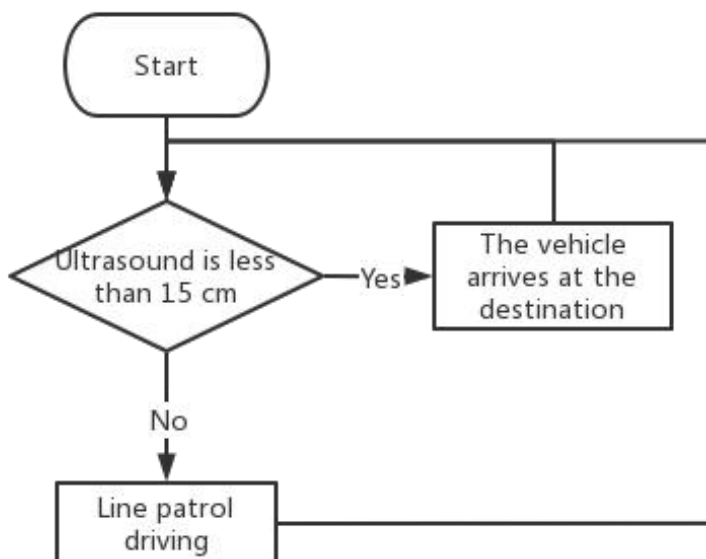 Start
Ultrasound is less
than 15 cm
Yes
The vehicle
arrives at the
destination
No
Line patrol
driving